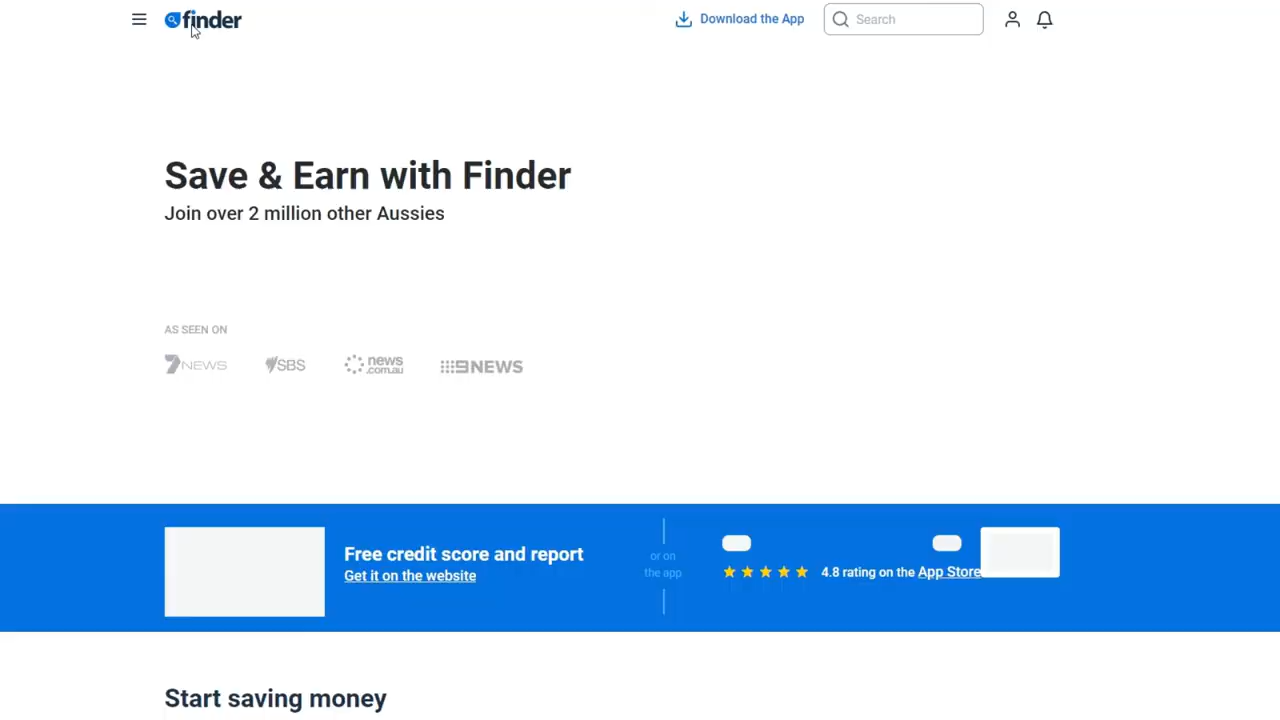 finder
Download the App
Search
Save & Earn with Finder
Join over 2 million other Aussies
AS SEEN ON
7NEWS
SBS
news
.com.au
9NEWS
Free credit score and report
Get it on the website
or on
the app
4.8 rating on the App Store
Start saving money